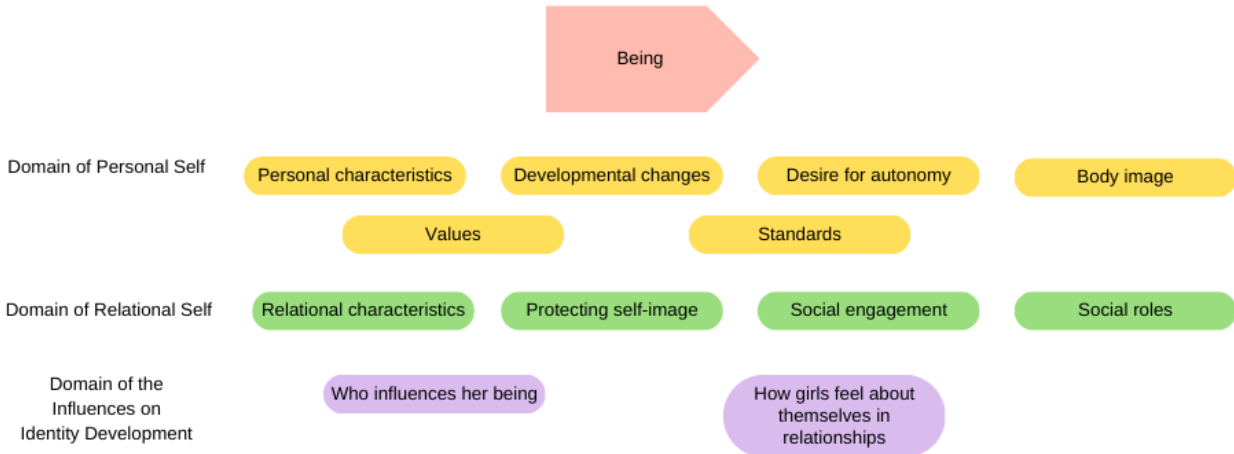 Being
Domain of Personal Self
Personal characteristics
Developmental changes
Desire for autonomy
Body image
Values
Standards
Domain of Relational Self
Relational characteristics
Protecting self-image
Social engagement
Social roles
Domain of the
Influences on
Identity Development
Who influences her being
How girls feel about
themselves in
relationships